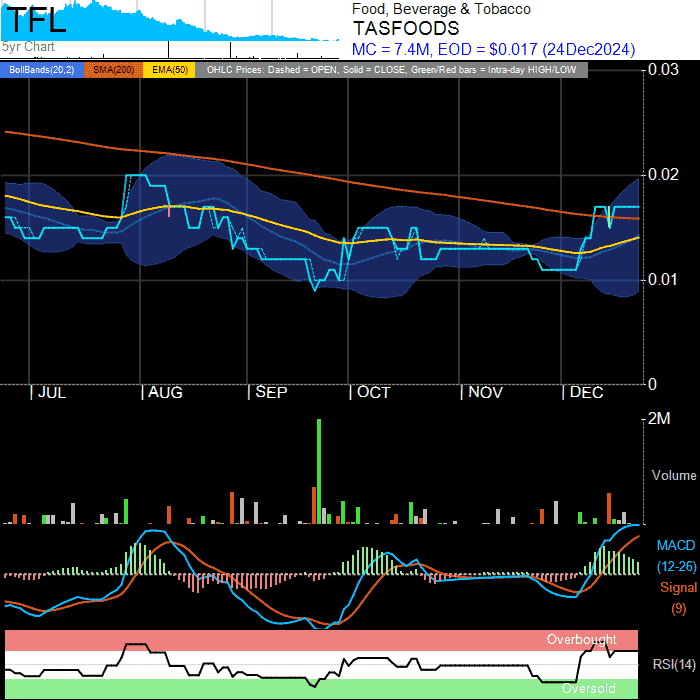 TFL
5yr Chart
Food, Beverage & Tobacco
TASFOODS
MC = 7.4M, EOD = $0.017 (24Dec2024)
BollBands(20,2) SMA(200) EMA(50) OHLC Prices: Dashed = OPEN, Solid = CLOSE, Green/Red bars = Intra-day HIGH/LOW
0.03
0.02
0.01
0
| JUL | AUG | SEP | OCT | NOV | DEC
2M
Volume
MACD
(12-26)
Signal
(9)
Overbought
RSI(14)
Oversold